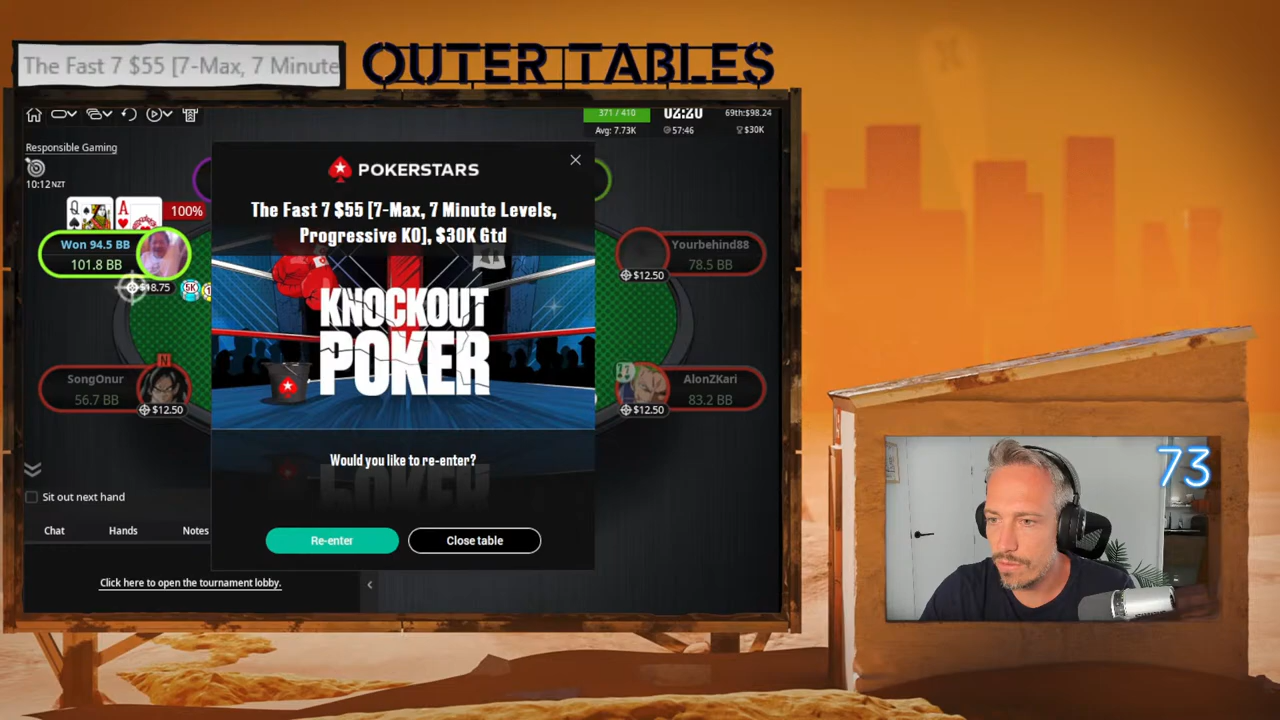 The Fast 7 $55 [7-Max, 7 Minute
OUTER TABLES
371 / 410
02:20
69th:$98.24
Avg: 7.73K
57:46
$30K
Responsible Gaming
10:12 NZT
POKERSTARS
The Fast 7 $55 [7-Max, 7 Minute Levels,
Progressive KO], $30K Gtd
Q
A
100%
Won 94.5 BB
101.8 BB
$18.75
5K
Yourbehind88
78.5 BB
$12.50
KNOCKOUT
POKER
N
SongOnur
56.7 BB
$12.50
AlonZKari
83.2 BB
$12.50
Would you like to re-enter?
Sit out next hand
Chat
Hands
Notes
Re-enter
Close table
Click here to open the tournament lobby.
73